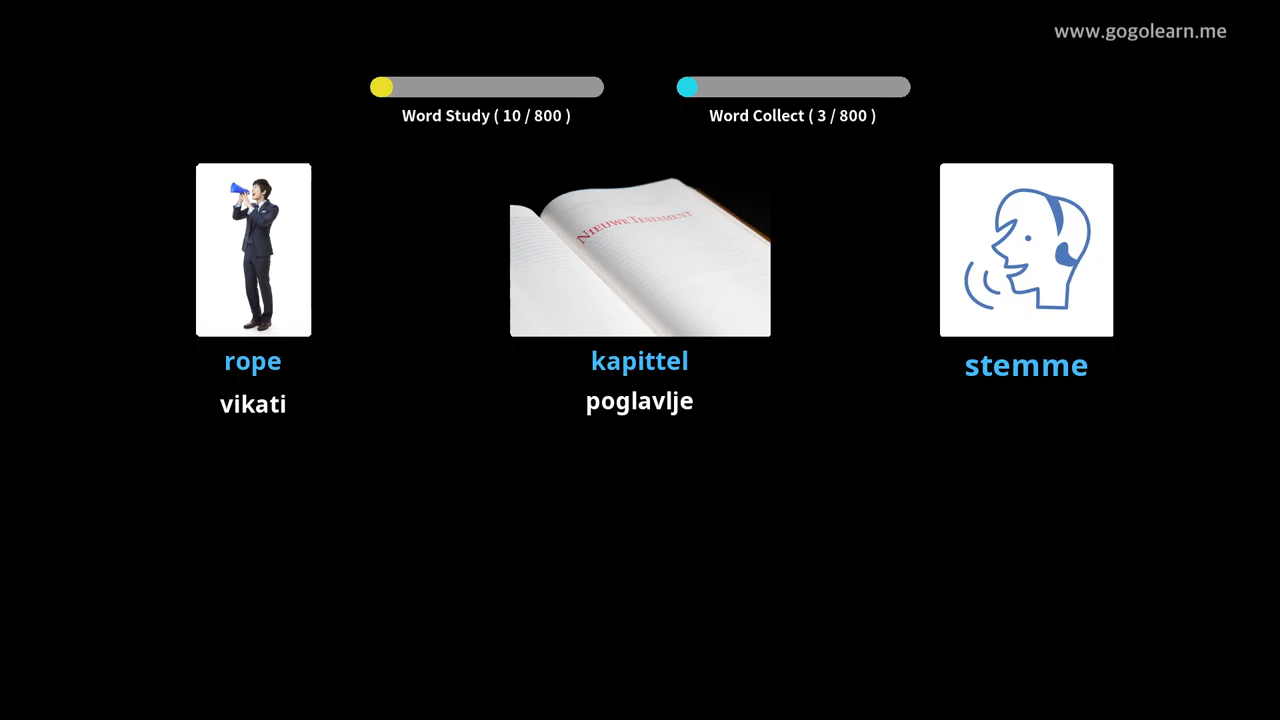 www.gogolearn.me
Word Study ( 10 / 800 )
Word Collect ( 3 / 800 )
NIEUWE TESTAMENT
rope
kapittel
stemme
vikati
poglavlje